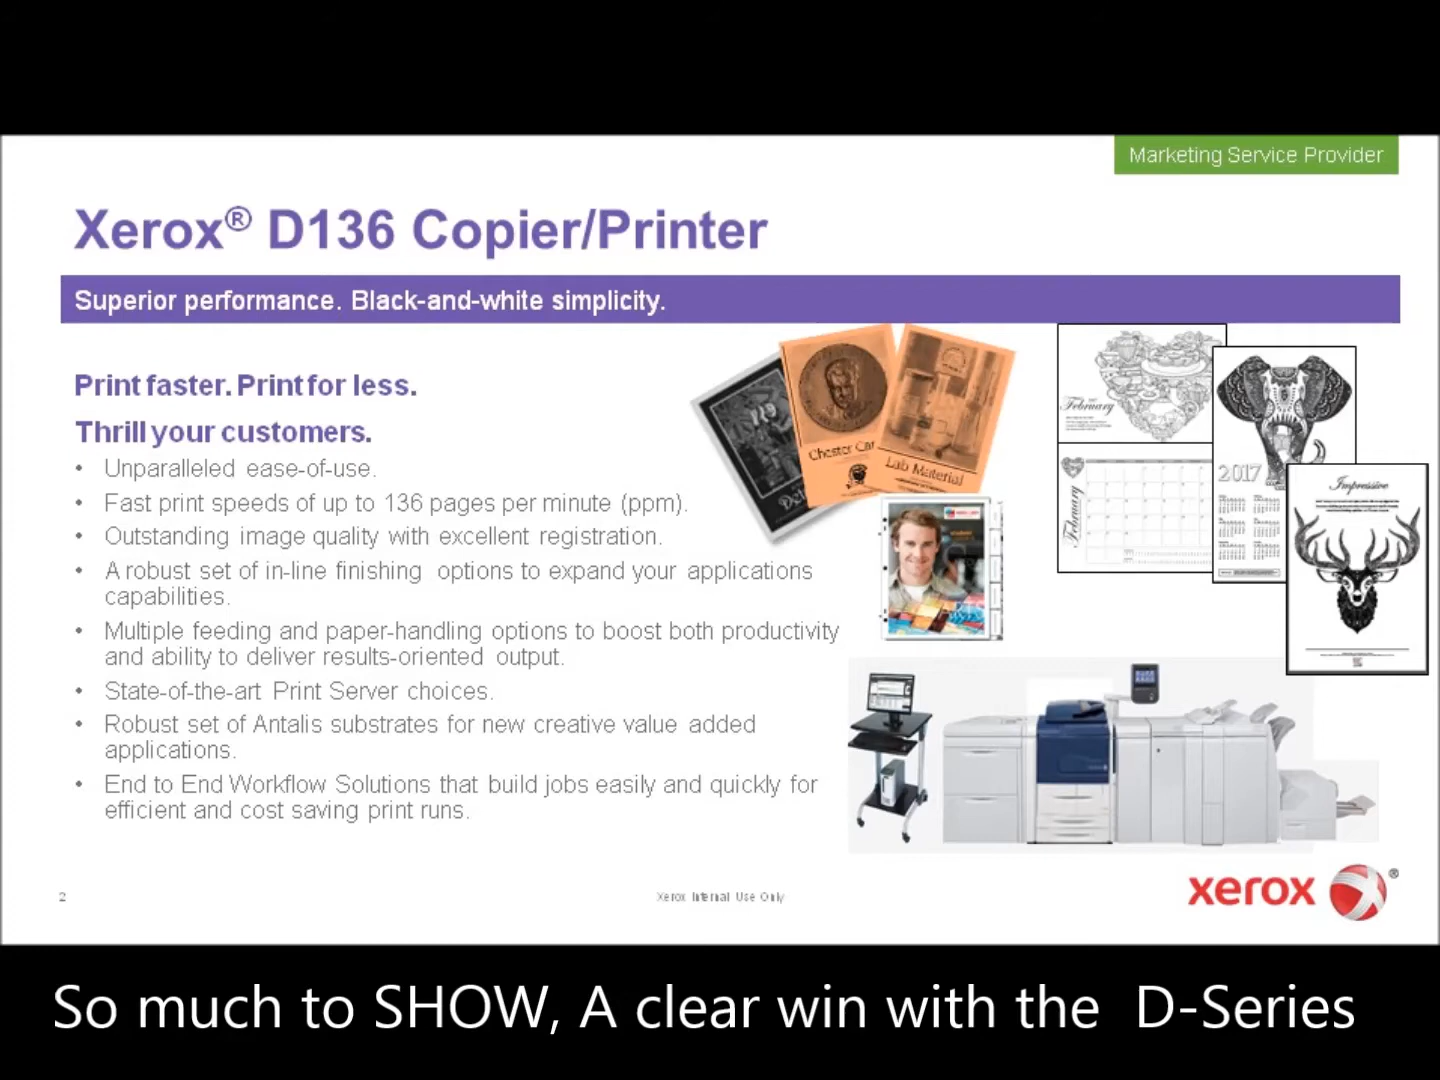 Marketing Service Provider
Xerox® D136 Copier/Printer
Superior performance. Black-and-white simplicity.
Print faster. Print for less.
Thrill your customers.
• Unparalleled ease-of-use.
• Fast print speeds of up to 136 pages per minute (ppm).
• Outstanding image quality with excellent registration.
• A robust set of in-line finishing options to expand your applications
capabilities.
• Multiple feeding and paper-handling options to boost both productivity
and ability to deliver results-oriented output.
• State-of-the-art Print Server choices.
• Robust set of Antalis substrates for new creative value added
applications.
• End to End Workflow Solutions that build jobs easily and quickly for
efficient and cost saving print runs.
Chester
Lab Material
February
February
2017
Impressive
2
Xerox Internal Use Only
xerox ®
So much to SHOW, A clear win with the D-Series